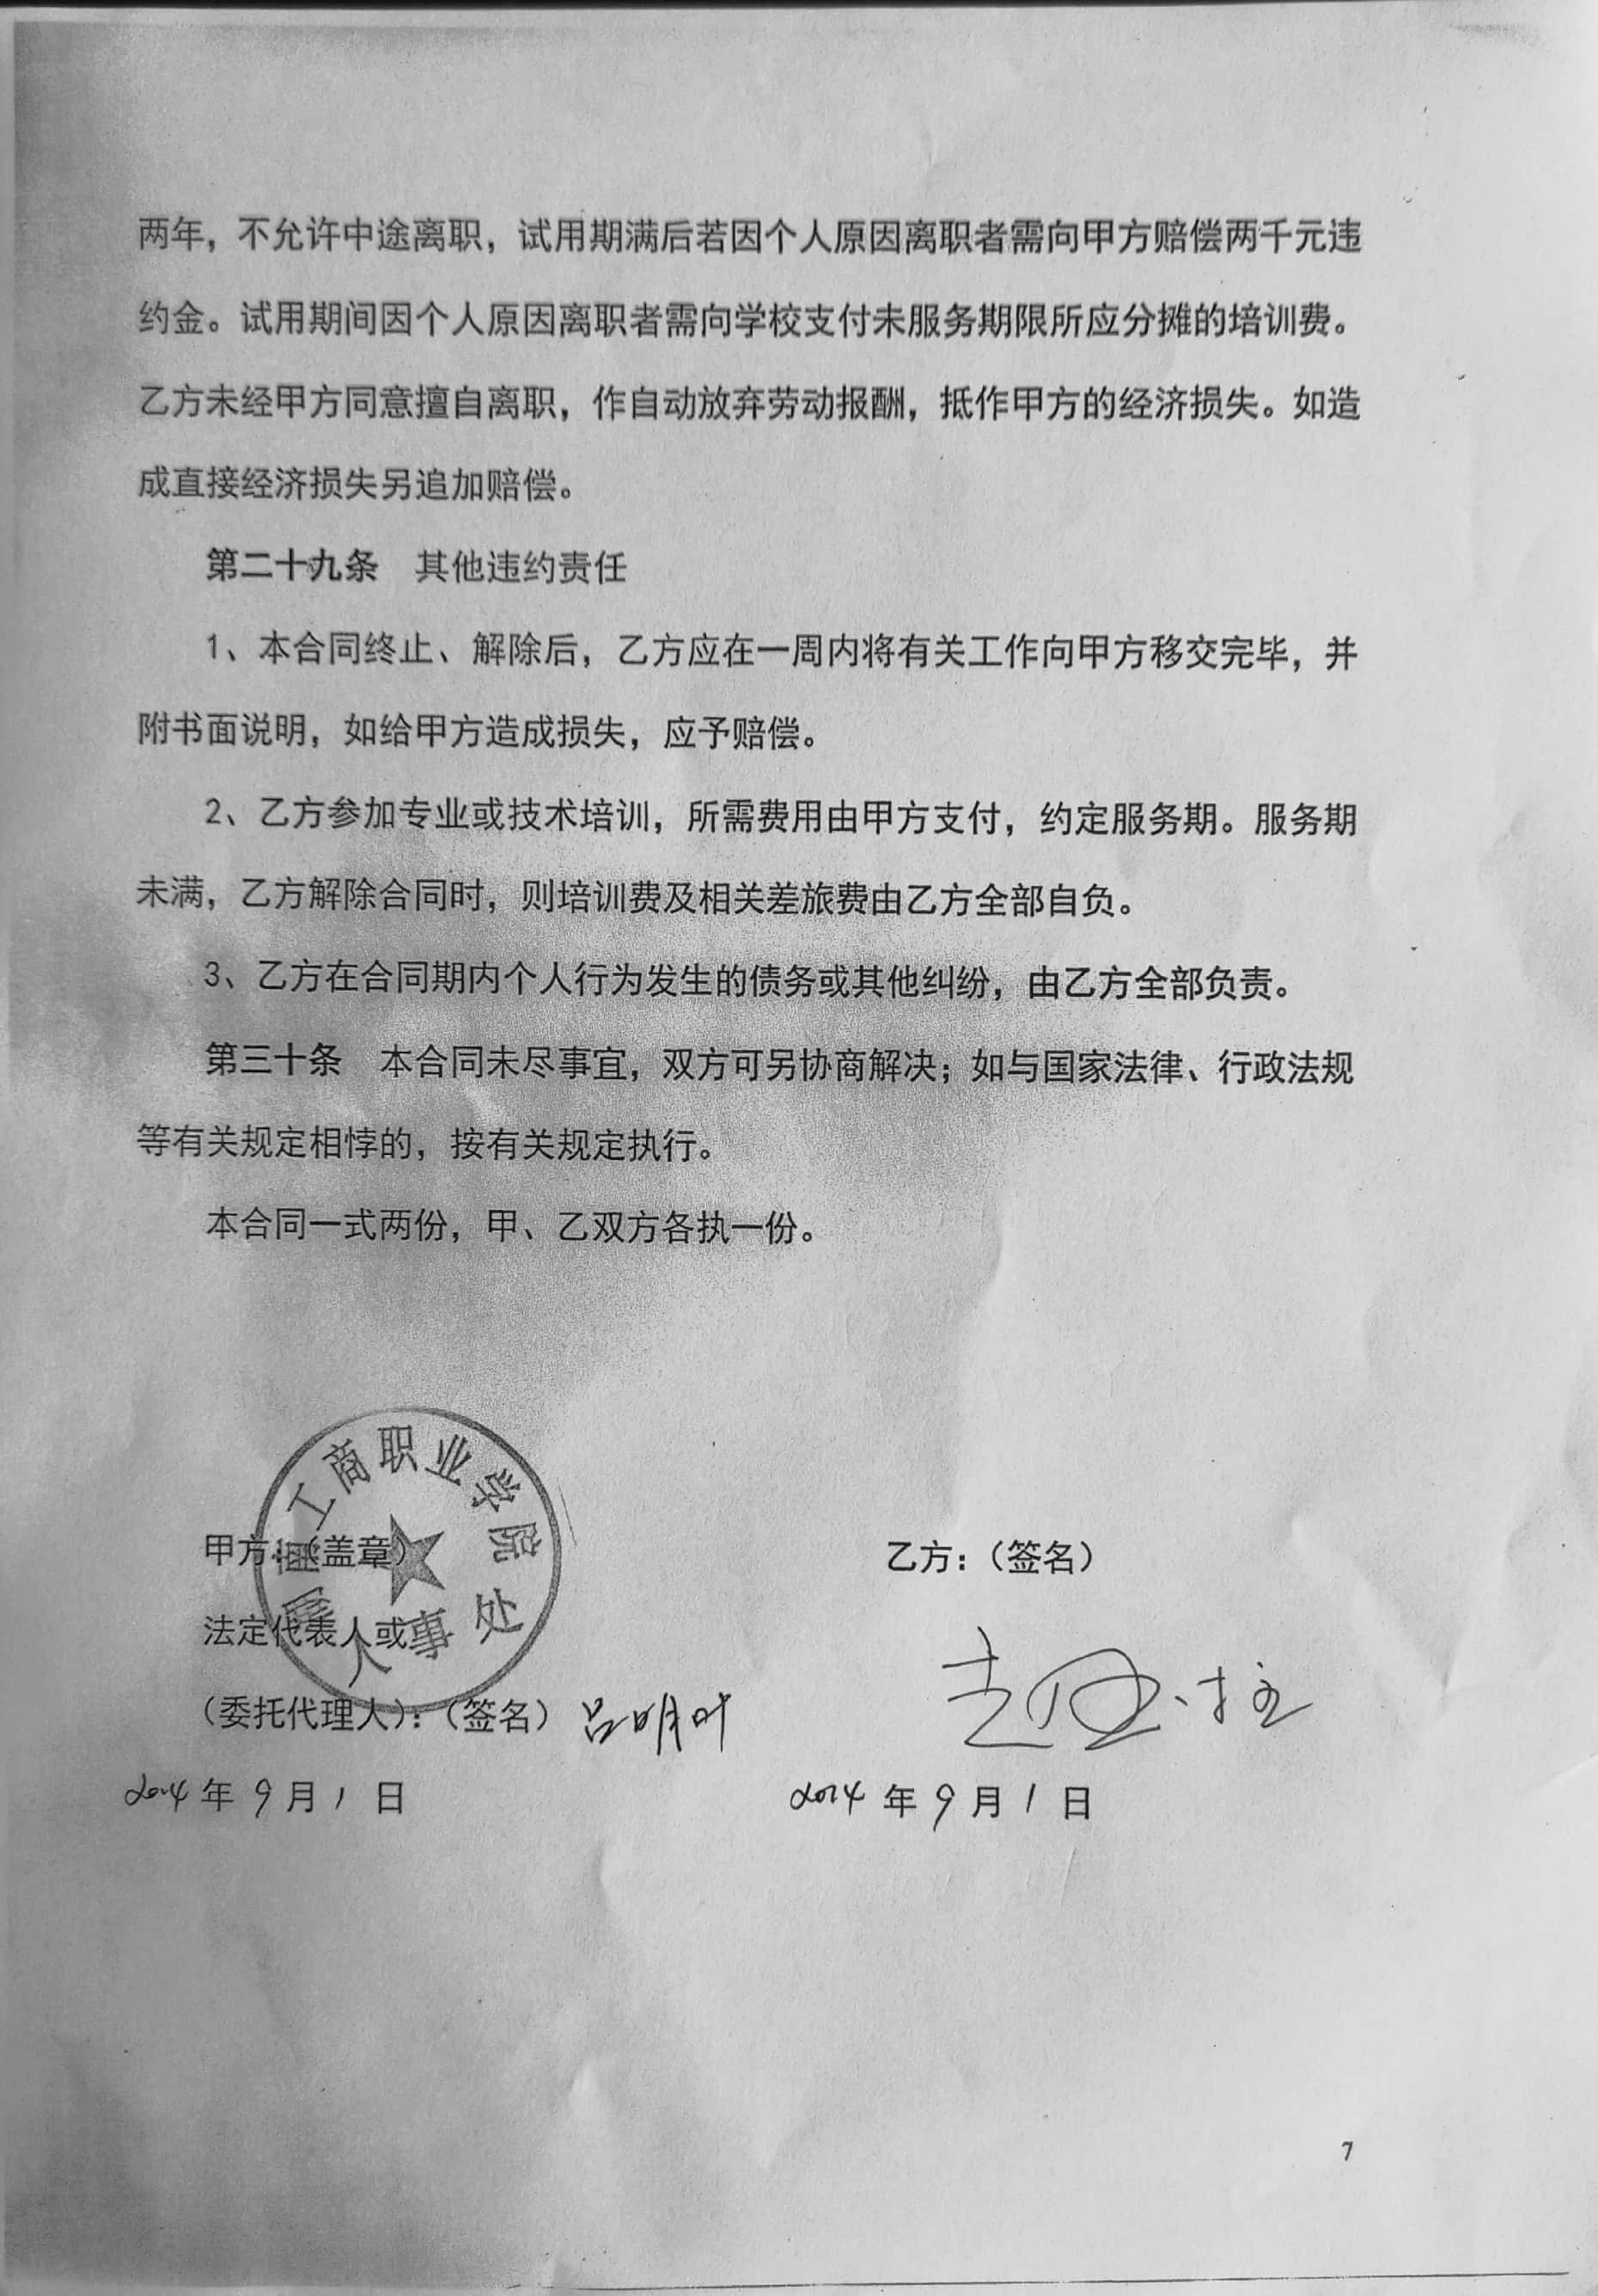 两年，不允许中途离职，试用期满后若因个人原因离职者需向甲方赔偿两千元违
约金。试用期间因个人原因离职者需向学校支付未服务期限所应分摊的培训费。
乙方未经甲方同意擅自离职，作自动放弃劳动报酬，抵作甲方的经济损失。如造
成直接经济损失另追加赔偿。
第二十九条　其他违约责任
1、本合同终止、解除后，乙方应在一周内将有关工作向甲方移交完毕，并
附书面说明，如给甲方造成损失，应予赔偿。
2、乙方参加专业或技术培训，所需费用由甲方支付，约定服务期。服务期
未满，乙方解除合同时，则培训费及相关差旅费由乙方全部自负。
3、乙方在合同期内个人行为发生的债务或其他纠纷，由乙方全部负责。
第三十条　本合同未尽事宜，双方可另协商解决；如与国家法律、行政法规
等有关规定相悖的，按有关规定执行。
本合同一式两份，甲、乙双方各执一份。
工商职业学院
人事处
甲方：（盖章）
乙方：（签名）
法定代表人或
（委托代理人）：（签名）吕明叶
2024年9月1日
2024年9月1日
7